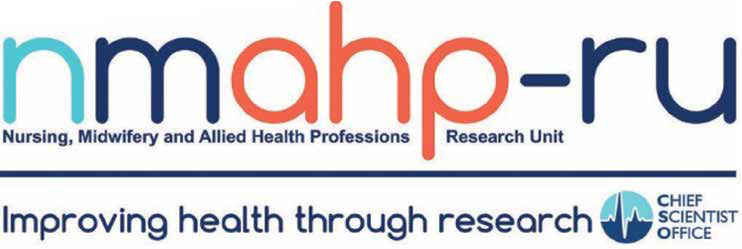 nmahp-ru
Nursing, Midwifery and Allied Health Professions Research Unit
Improving health through research
CHIEF
SCIENTIST
OFFICE